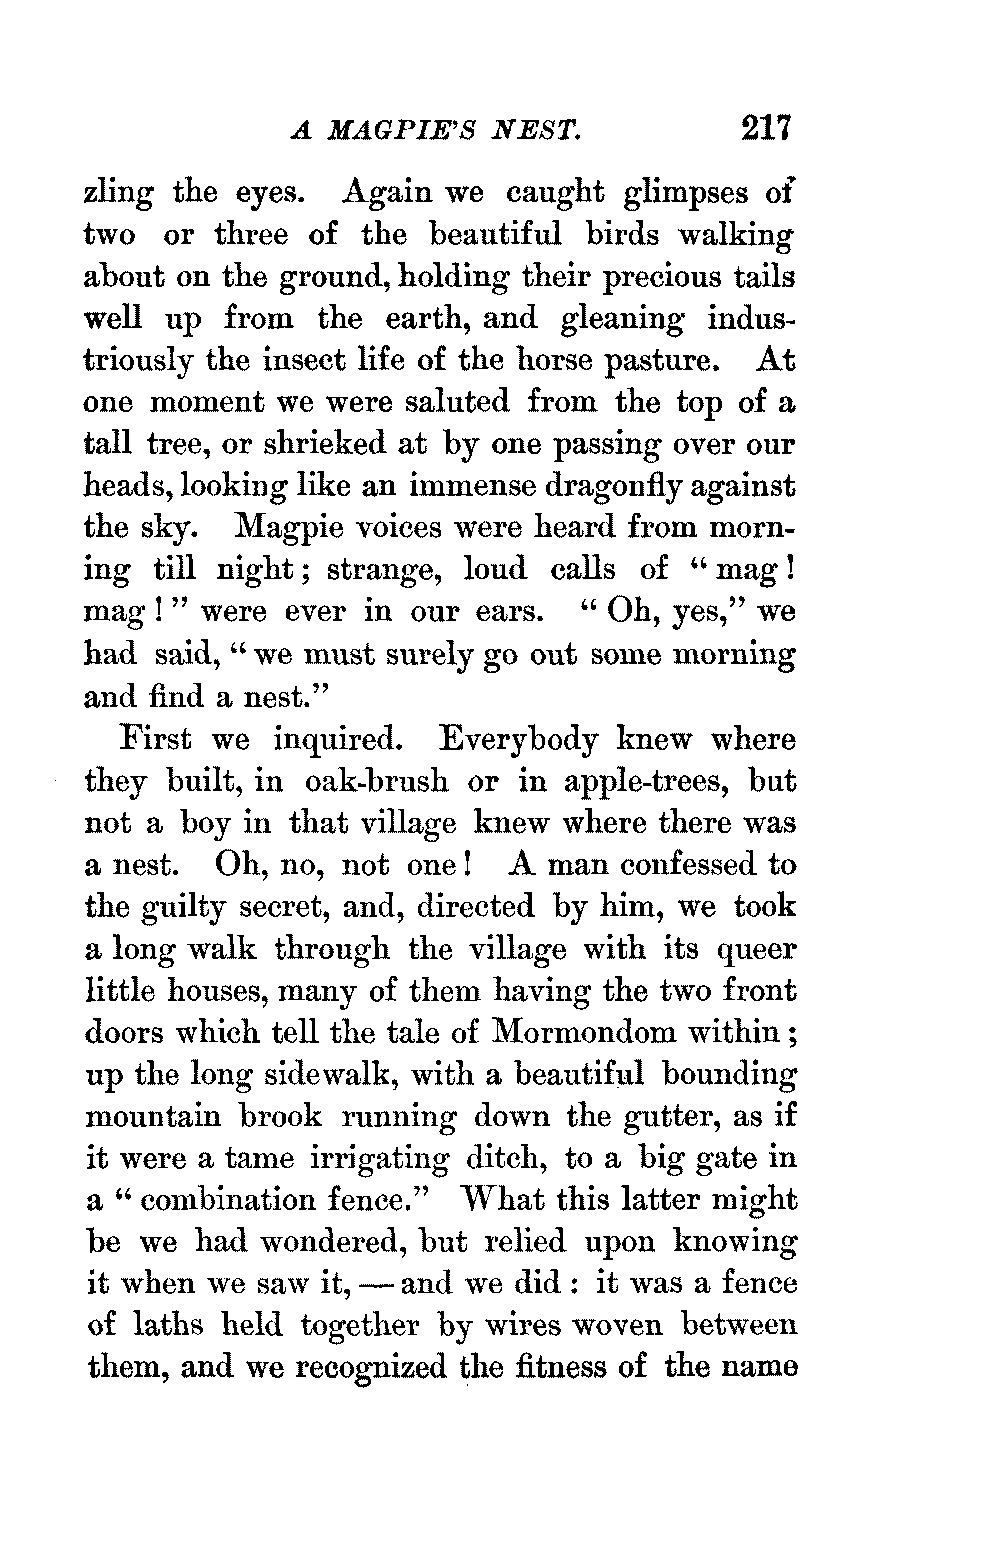 A MAGPIE'S NEST. 217
zling the eyes. Again we caught glimpses of
two or three of the beautiful birds walking
about on the ground, holding their precious tails
well up from the earth, and gleaning indus-
triously the insect life of the horse pasture. At
one moment we were saluted from the top of a
tall tree, or shrieked at by one passing over our
heads, looking like an immense dragonfly against
the sky. Magpie voices were heard from morn-
ing till night; strange, loud calls of "mag!
mag!" were ever in our ears. "Oh, yes," we
had said, "we must surely go out some morning
and find a nest."
First we inquired. Everybody knew where
they built, in oak-brush or in apple-trees, but
not a boy in that village knew where there was
a nest. Oh, no, not one! A man confessed to
the guilty secret, and, directed by him, we took
a long walk through the village with its queer
little houses, many of them having the two front
doors which tell the tale of Mormondom within;
up the long sidewalk, with a beautiful bounding
mountain brook running down the gutter, as if
it were a tame irrigating ditch, to a big gate in
a "combination fence." What this latter might
be we had wondered, but relied upon knowing
it when we saw it, — and we did: it was a fence
of laths held together by wires woven between
them, and we recognized the fitness of the name